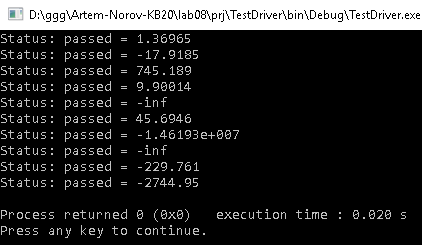 D:\ggg\Artem-Norov-KB20\lab08\prj\TestDriver\bin\Debug\TestDriver.exe
Status: passed = 1.36965
Status: passed = -17.9185
Status: passed = 745.189
Status: passed = 9.90014
Status: passed = -inf
Status: passed = 45.6946
Status: passed = -1.46193e+007
Status: passed = -inf
Status: passed = -229.761
Status: passed = -2744.95
Process returned 0 (0x0)   execution time : 0.020 s
Press any key to continue.